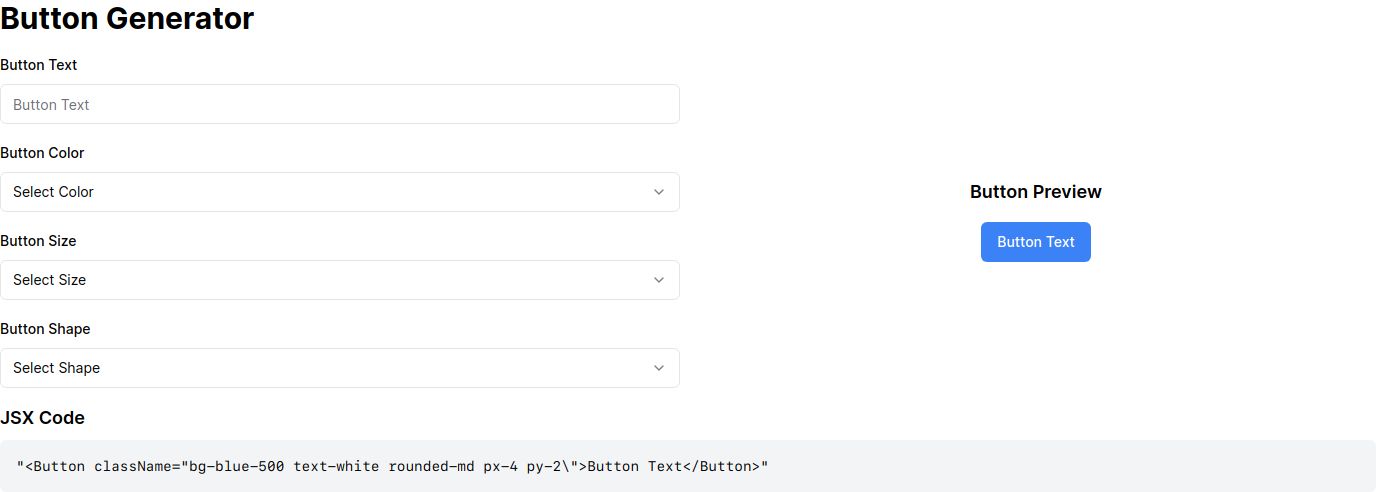 Button Generator
Button Text
Button Text
Button Color
Select Color
Button Preview
Button Text
Button Size
Select Size
Button Shape
Select Shape
JSX Code
"<Button className="bg-blue-500 text-white rounded-md px-4 py-2\">Button Text</Button>"